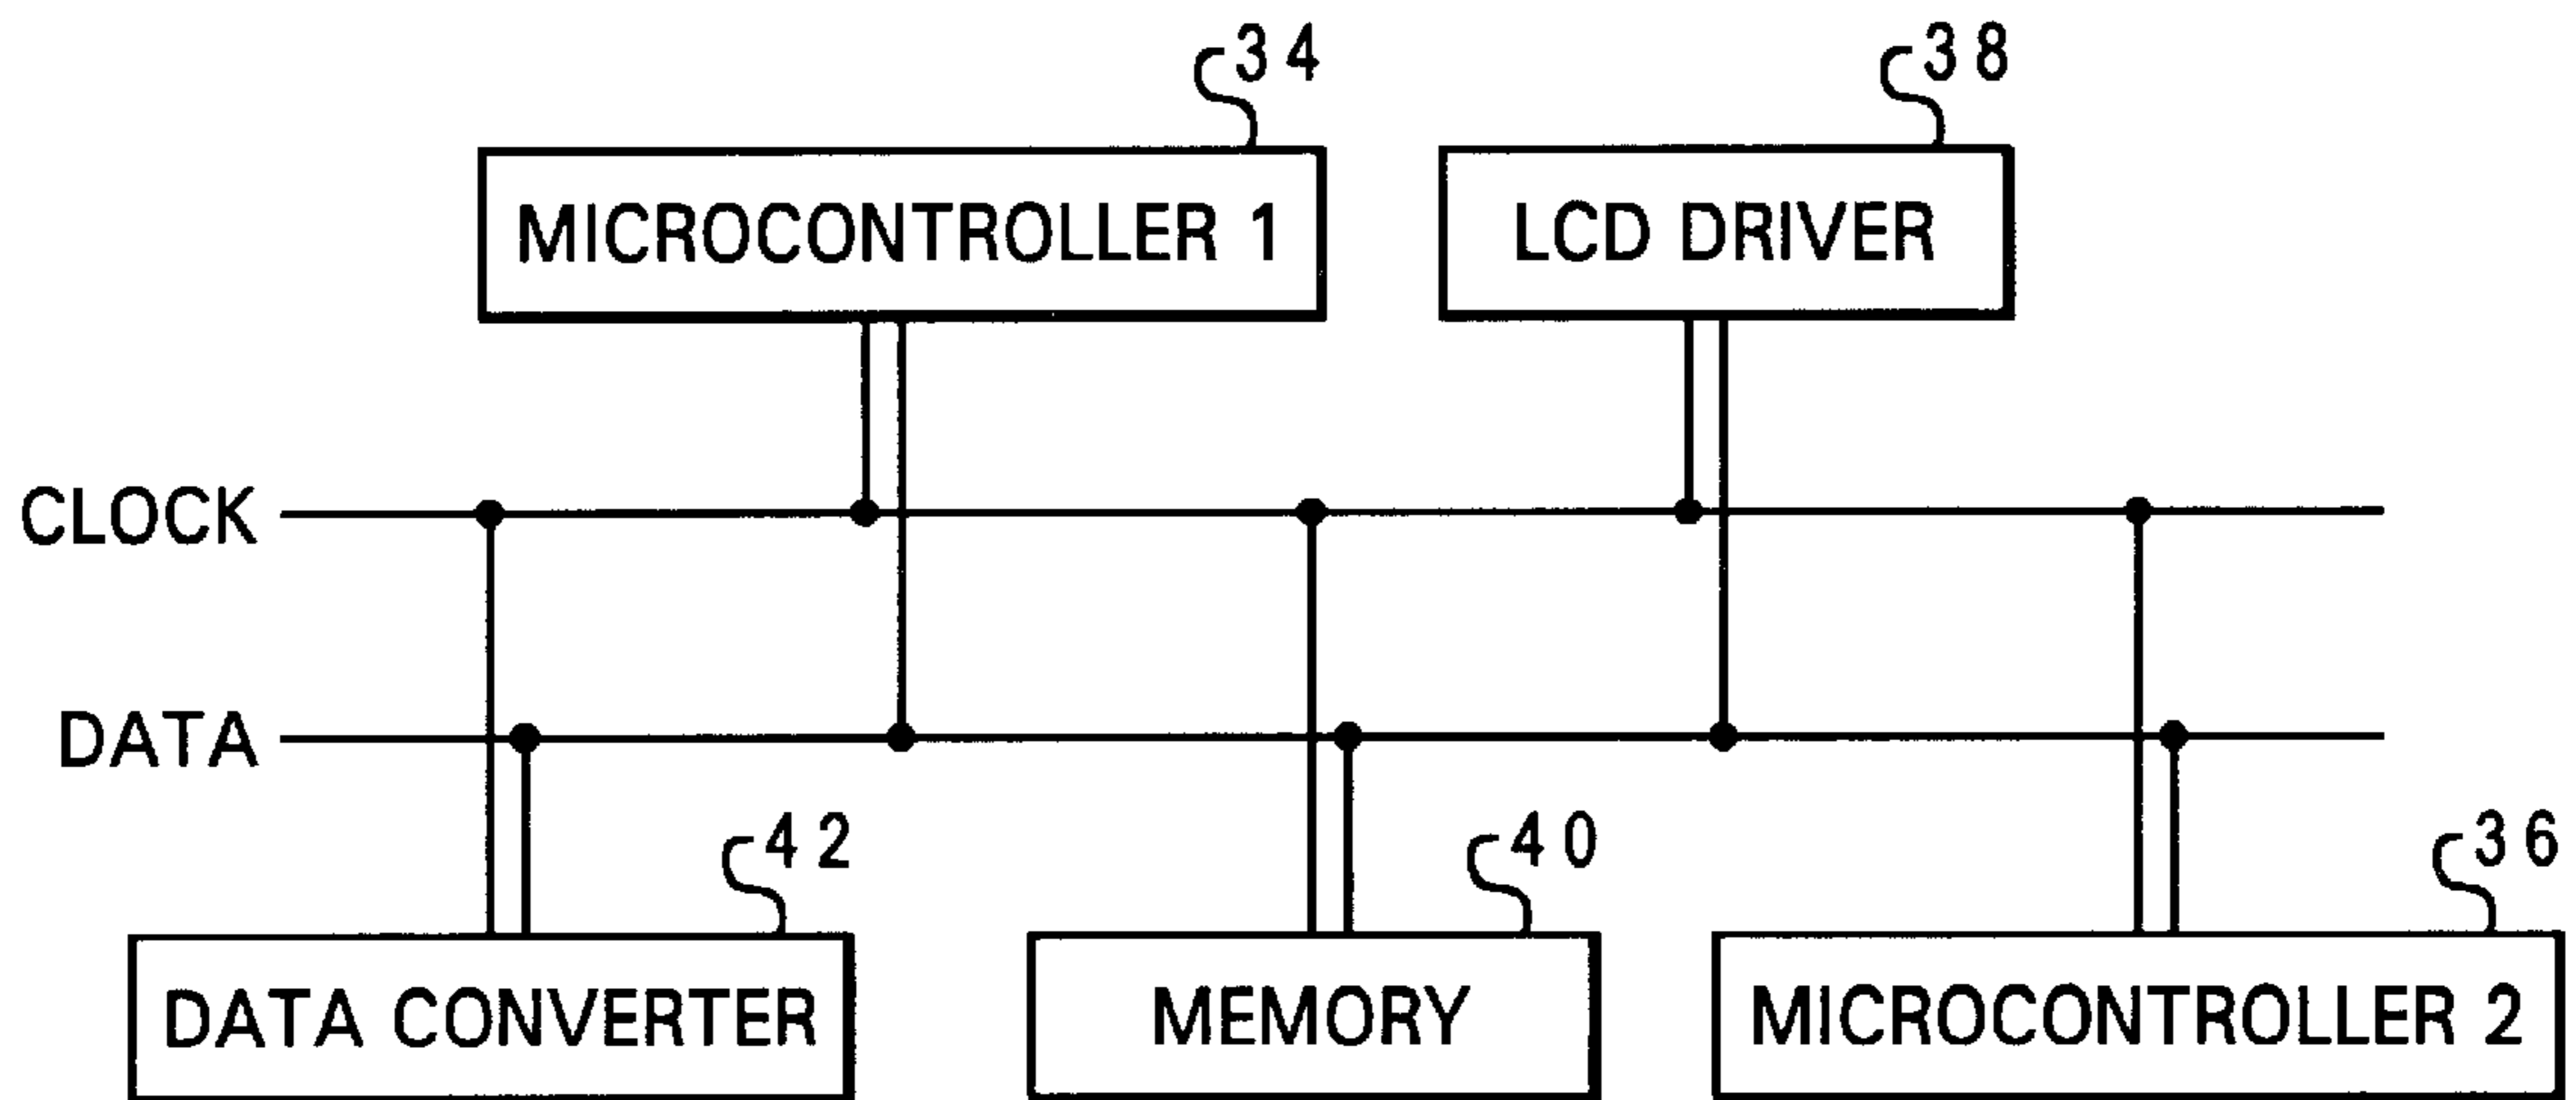 34
38
MICROCONTROLLER 1
LCD DRIVER
CLOCK
DATA
42
40
36
DATA CONVERTER
MEMORY
MICROCONTROLLER 2